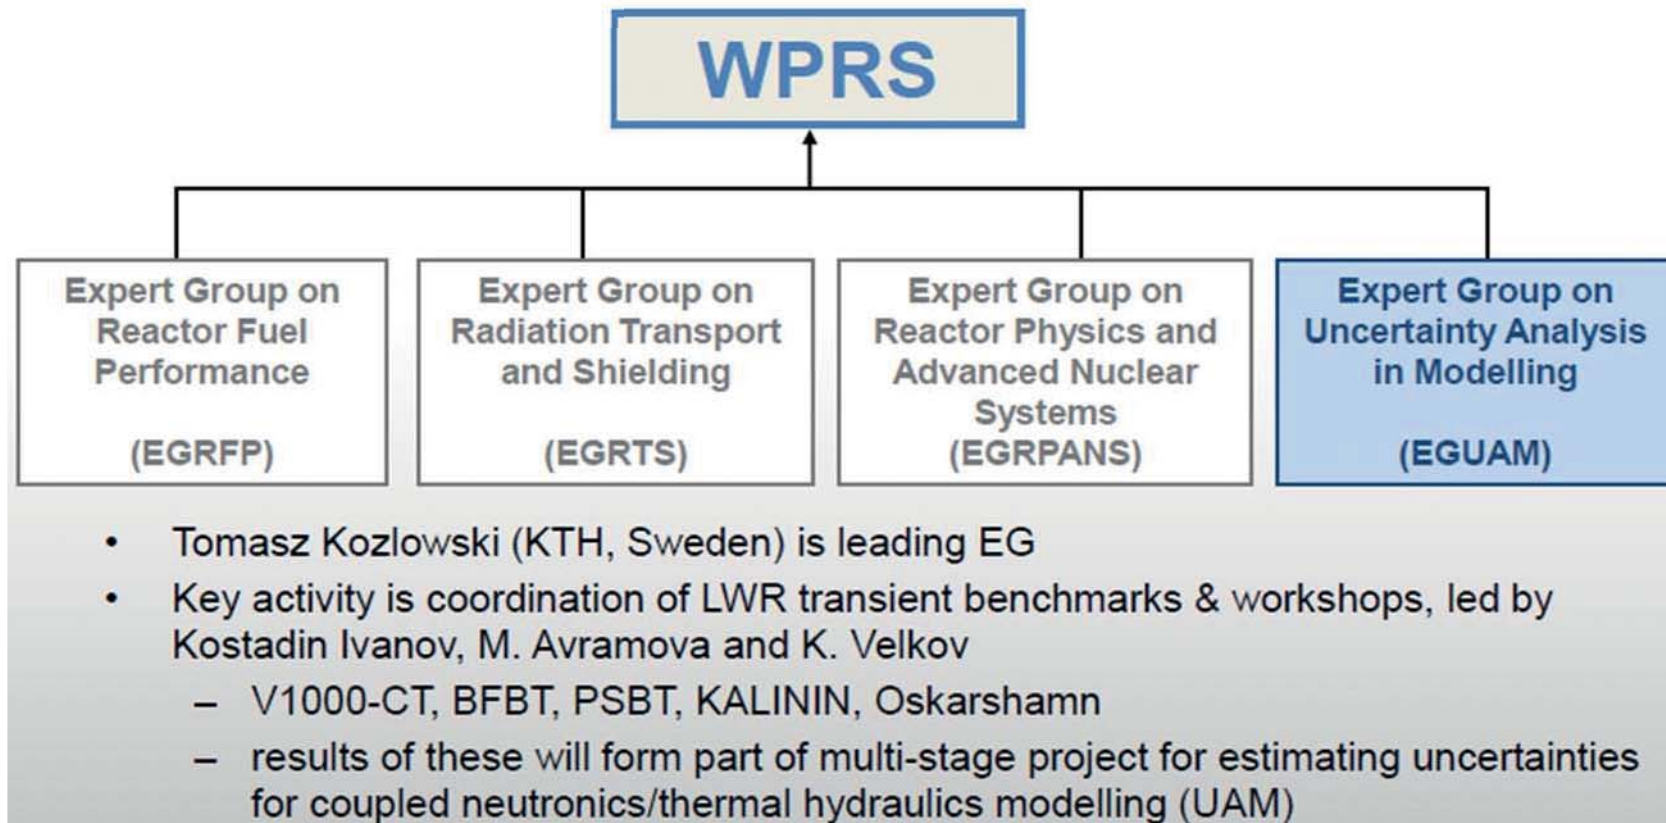 WPRS
Expert Group on
Reactor Fuel
Performance
(EGRFP)
Expert Group on
Radiation Transport
and Shielding
(EGRTS)
Expert Group on
Reactor Physics and
Advanced Nuclear
Systems
(EGRPANS)
Expert Group on
Uncertainty Analysis
in Modelling
(EGUAM)
• Tomasz Kozlowski (KTH, Sweden) is leading EG
• Key activity is coordination of LWR transient benchmarks & workshops, led by
Kostadin Ivanov, M. Avramova and K. Velkov
– V1000-CT, BFBT, PSBT, KALININ, Oskarshamn
– results of these will form part of multi-stage project for estimating uncertainties
for coupled neutronics/thermal hydraulics modelling (UAM)